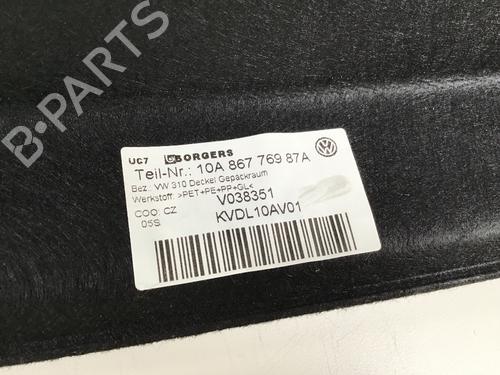 UC7 BORGERS
Teil-Nr.: 10A 867 769 87A
Bez.: VW 310 Deckel Gepäckraum
Werkstoff: >PET+PE+PP+GL<
COO: CZ V038351
05S KVDL10AV01
B-PARTS